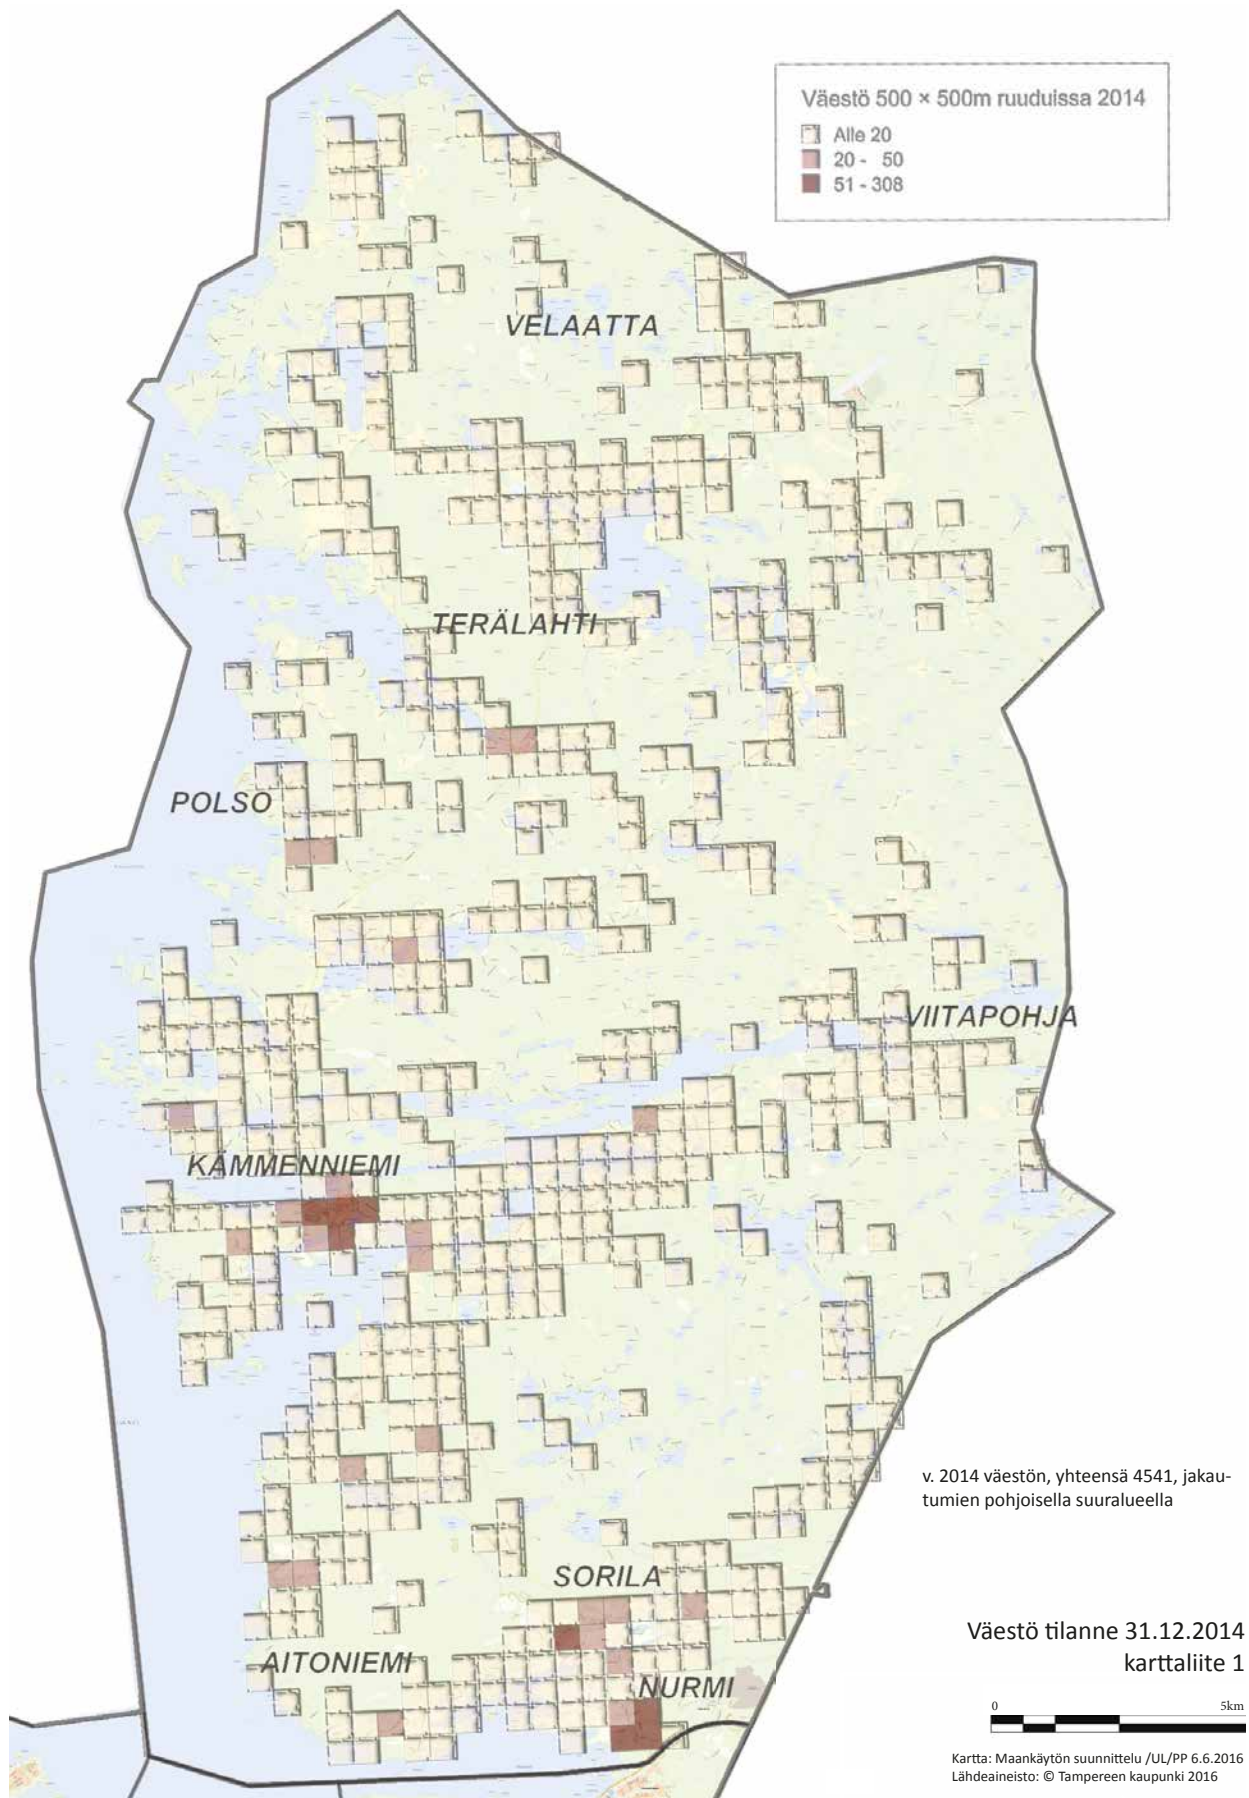 Väestö 500 × 500m ruuduissa 2014
Alle 20
20 - 50
51 - 308
VELAATTA
TERÄLAHTI
POLSO
VIITAPOHJA
KÄMMENNIEMI
v. 2014 väestön, yhteensä 4541, jakau-
tumien pohjoisella suuralueella
SORILA
AITONIEMI
NURMI
Väestö tilanne 31.12.2014
karttaliite 1
0 5km
Kartta: Maankäytön suunnittelu /UL/PP 6.6.2016
Lähdeaineisto: © Tampereen kaupunki 2016